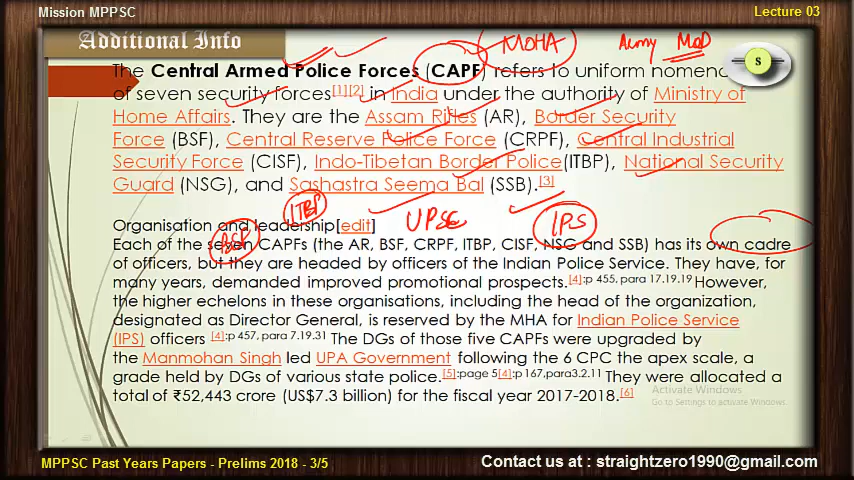 Mission MPPSC
Lecture 03
Additional Info
MOHA
Army MoD
The Central Armed Police Forces (CAPF) refers to uniform nomenc
S
of seven security forces[1][2] in India under the authority of Ministry of
Home Affairs. They are the Assam Rifles (AR), Border Security
Force (BSF), Central Reserve Police Force (CRPF), Central Industrial
Security Force (CISF), Indo-Tibetan Border Police(ITBP), National Security
Guard (NSG), and Sashastra Seema Bal (SSB).[3]
ITBP
UPSC
IPS
Organisation and leadership[edit]
BSF
Each of the seven CAPFs (the AR, BSF, CRPF, ITBP, CISF, NSG and SSB) has its own cadre
of officers, but they are headed by officers of the Indian Police Service. They have, for
many years, demanded improved promotional prospects.[4]:p 455, para 17.19.19 However,
the higher echelons in these organisations, including the head of the organization,
designated as Director General, is reserved by the MHA for Indian Police Service
(IPS) officers [4]:p 457, para 7.19.31 The DGs of those five CAPFs were upgraded by
the Manmohan Singh led UPA Government following the 6 CPC the apex scale, a
grade held by DGs of various state police.[5]:page 5[4]:p 167,para3.2.11 They were allocated a
total of ₹52,443 crore (US$7.3 billion) for the fiscal year 2017-2018.[6]
Activate Windows
Go to Settings to activate Windows.
MPPSC Past Years Papers - Prelims 2018 - 3/5
Contact us at : straightzero1990@gmail.com